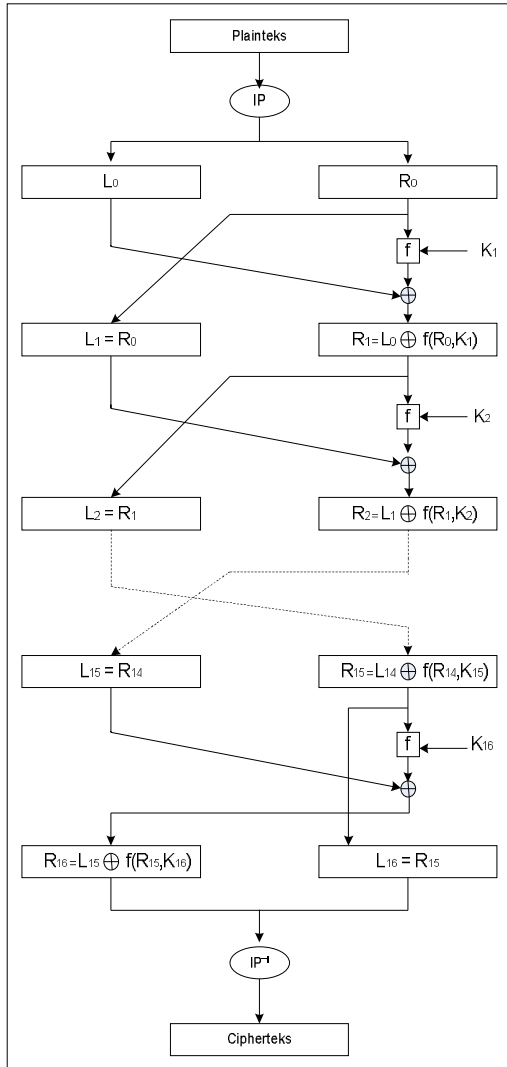 Plainteks
IP
L0 R0
f K1
L1 = R0 R1 = L0 ⊕ f(R0,K1)
f K2
L2 = R1 R2 = L1 ⊕ f(R1,K2)
L15 = R14 R15 = L14 ⊕ f(R14,K15)
f K16
R16 = L15 ⊕ f(R15,K16) L16 = R15
IP⁻¹
Cipherteks